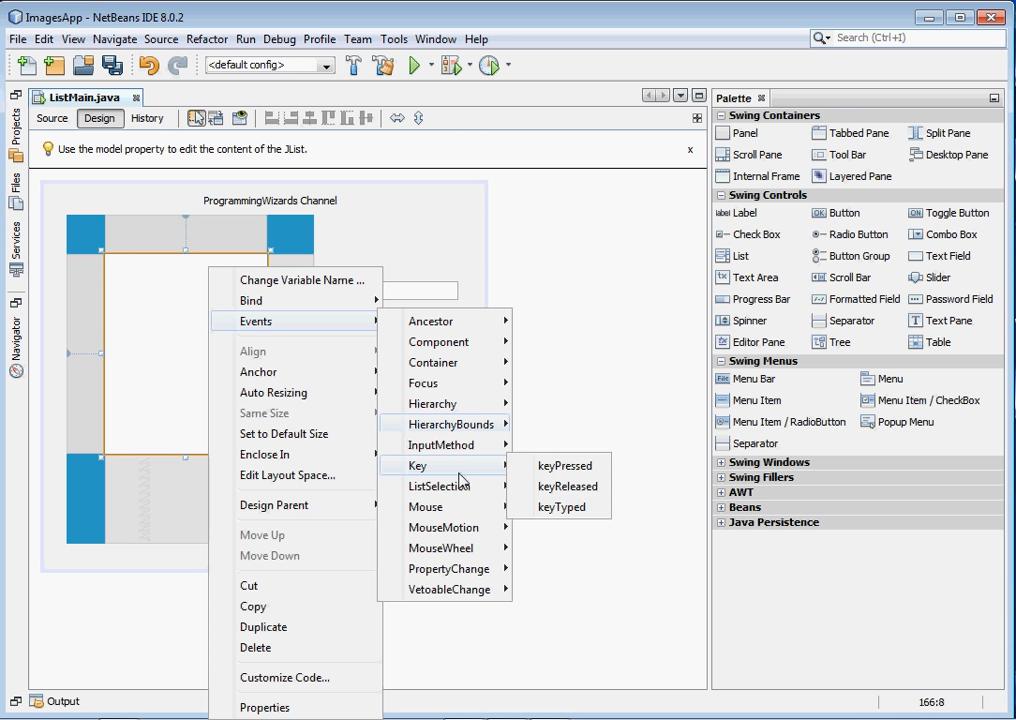 ImagesApp - NetBeans IDE 8.0.2
File Edit View Navigate Source Refactor Run Debug Profile Team Tools Window Help
Search (Ctrl+I)
<default config>
ListMain.java
Source Design History
Use the model property to edit the content of the JList.
x
Projects
Files
Services
Navigator
ProgrammingWizards Channel
Change Variable Name ...
Bind
Events
Align
Anchor
Auto Resizing
Same Size
Set to Default Size
Enclose In
Edit Layout Space...
Design Parent
Move Up
Move Down
Cut
Copy
Duplicate
Delete
Customize Code...
Properties
Ancestor
Component
Container
Focus
Hierarchy
HierarchyBounds
InputMethod
Key
ListSelection
Mouse
MouseMotion
MouseWheel
PropertyChange
VetoableChange
keyPressed
keyReleased
keyTyped
Palette
Swing Containers
Panel Tabbed Pane Split Pane
Scroll Pane Tool Bar Desktop Pane
Internal Frame Layered Pane
Swing Controls
label Label OK Button ON Toggle Button
Check Box Radio Button Combo Box
List Button Group Text Field
Text Area Scroll Bar Slider
Progress Bar Formatted Field Password Field
Spinner Separator Text Pane
Editor Pane Tree Table
Swing Menus
Menu Bar Menu
Menu Item Menu Item / CheckBox
Menu Item / RadioButton Popup Menu
Separator
Swing Windows
Swing Fillers
AWT
Beans
Java Persistence
Output
166:8